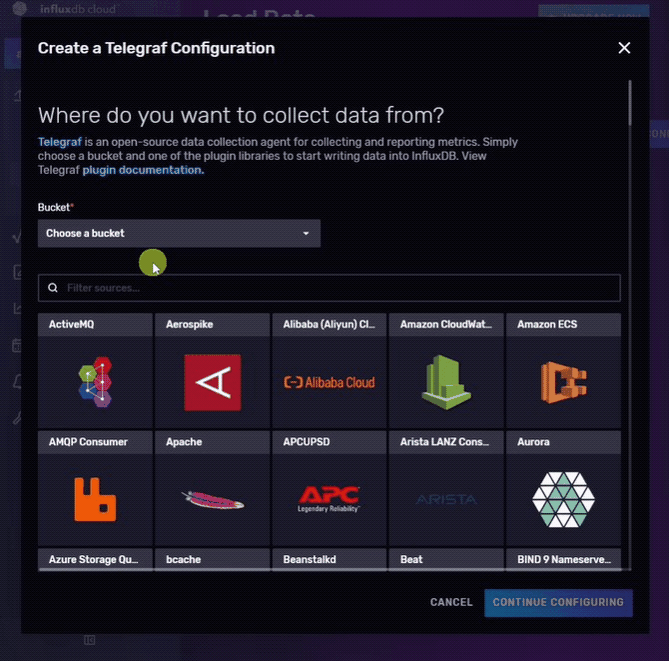 influxdb cloud
Load Data
UPGRADE NOW
Create a Telegraf Configuration
Where do you want to collect data from?
Telegraf is an open-source data collection agent for collecting and reporting metrics. Simply
choose a bucket and one of the plugin libraries to start writing data into InfluxDB. View
Telegraf plugin documentation.
Bucket*
Choose a bucket
Filter sources...
ActiveMQ Aerospike Alibaba (Aliyun) Cl... Amazon CloudWat... Amazon ECS
Alibaba Cloud
AMQP Consumer Apache APCUPSD Arista LANZ Cons... Aurora
APC
Legendary Reliability™
ARISTA
Azure Storage Qu... bcache Beanstalkd Beat BIND 9 Nameserve...
CANCEL CONTINUE CONFIGURING